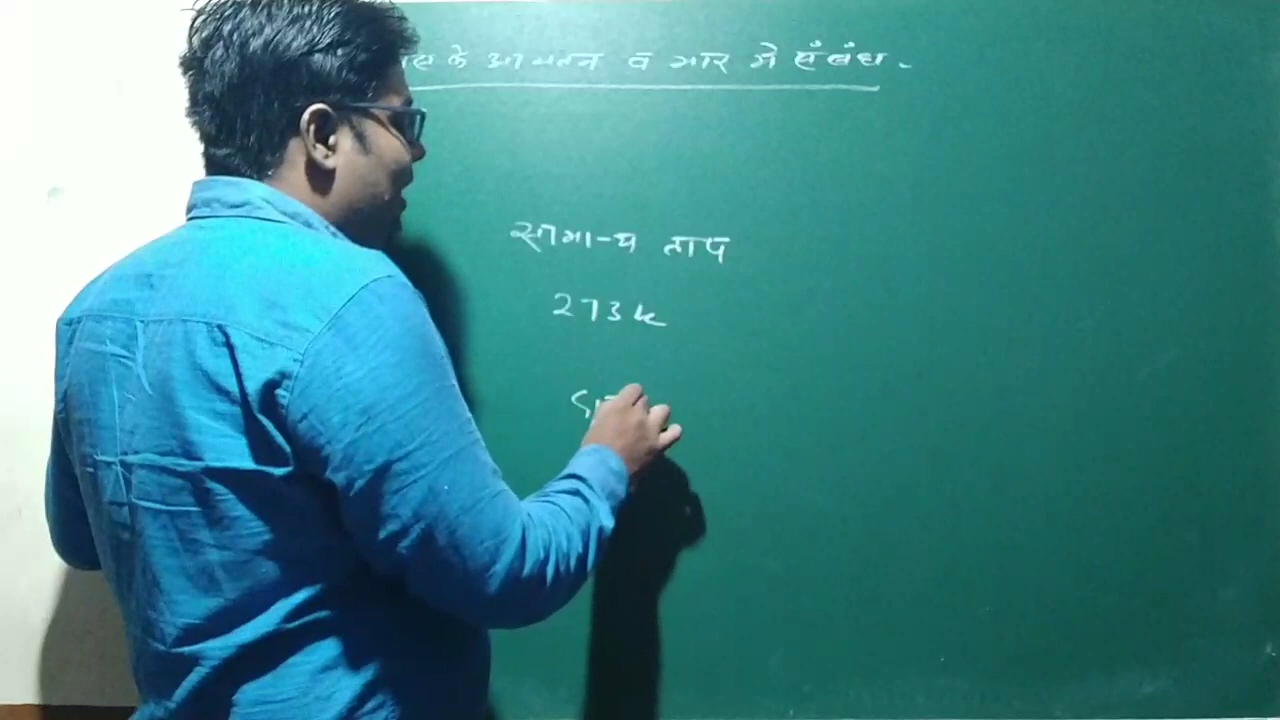 के आयतन व भार में संबंध.
सामान्य ताप
273k